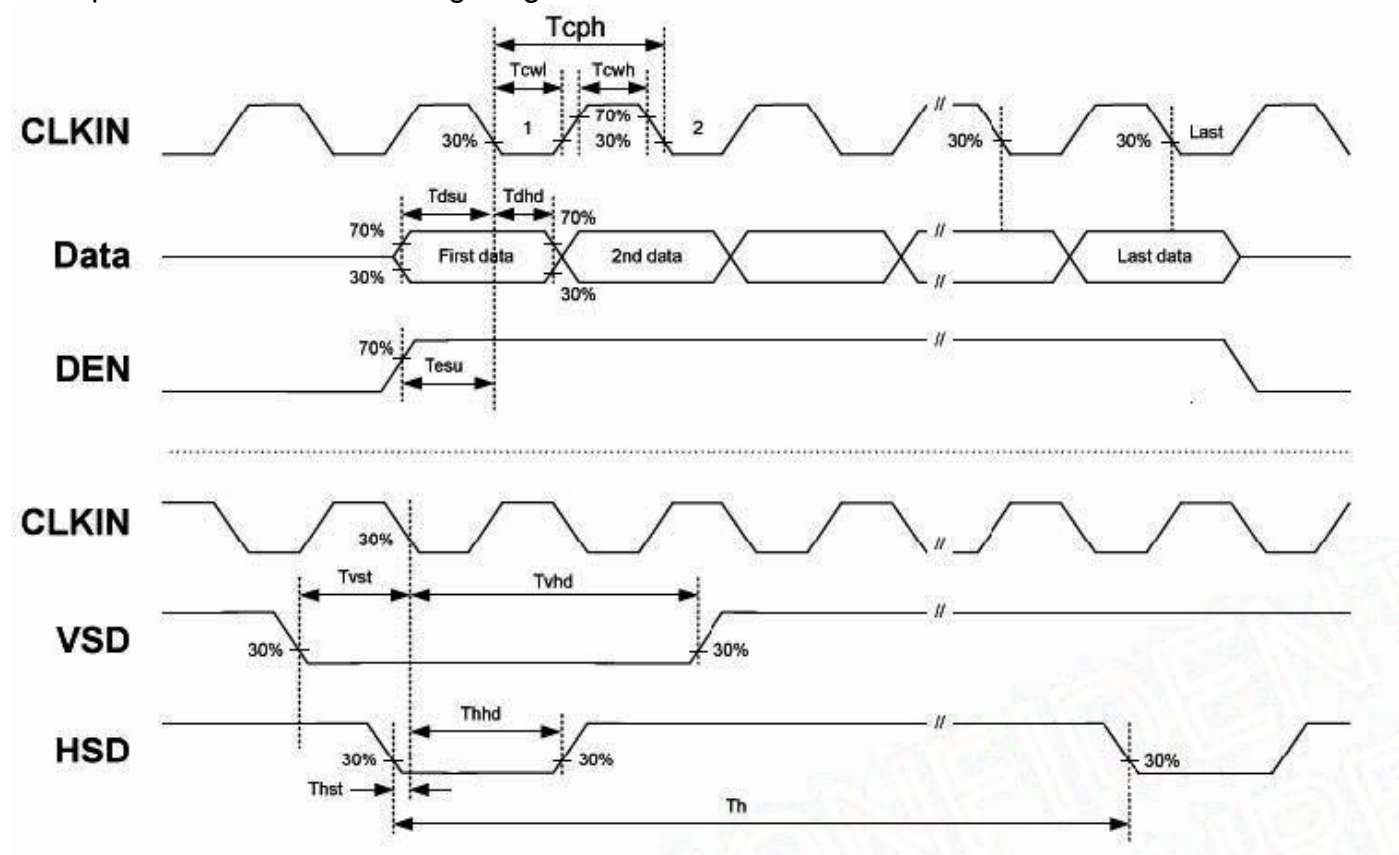 Tcph
Tcwl Tcwh
CLKIN 30% 1 70% 30% 2 // 30% 30% Last
Tdsu Tdhd
70% 70%
Data First data 2nd data // // Last data
30% 30%
DEN 70% Tesu //
CLKIN 30% //
Tvst Tvhd
VSD 30% 30% //
Thhd
HSD 30% 30% // 30%
Thst
Th